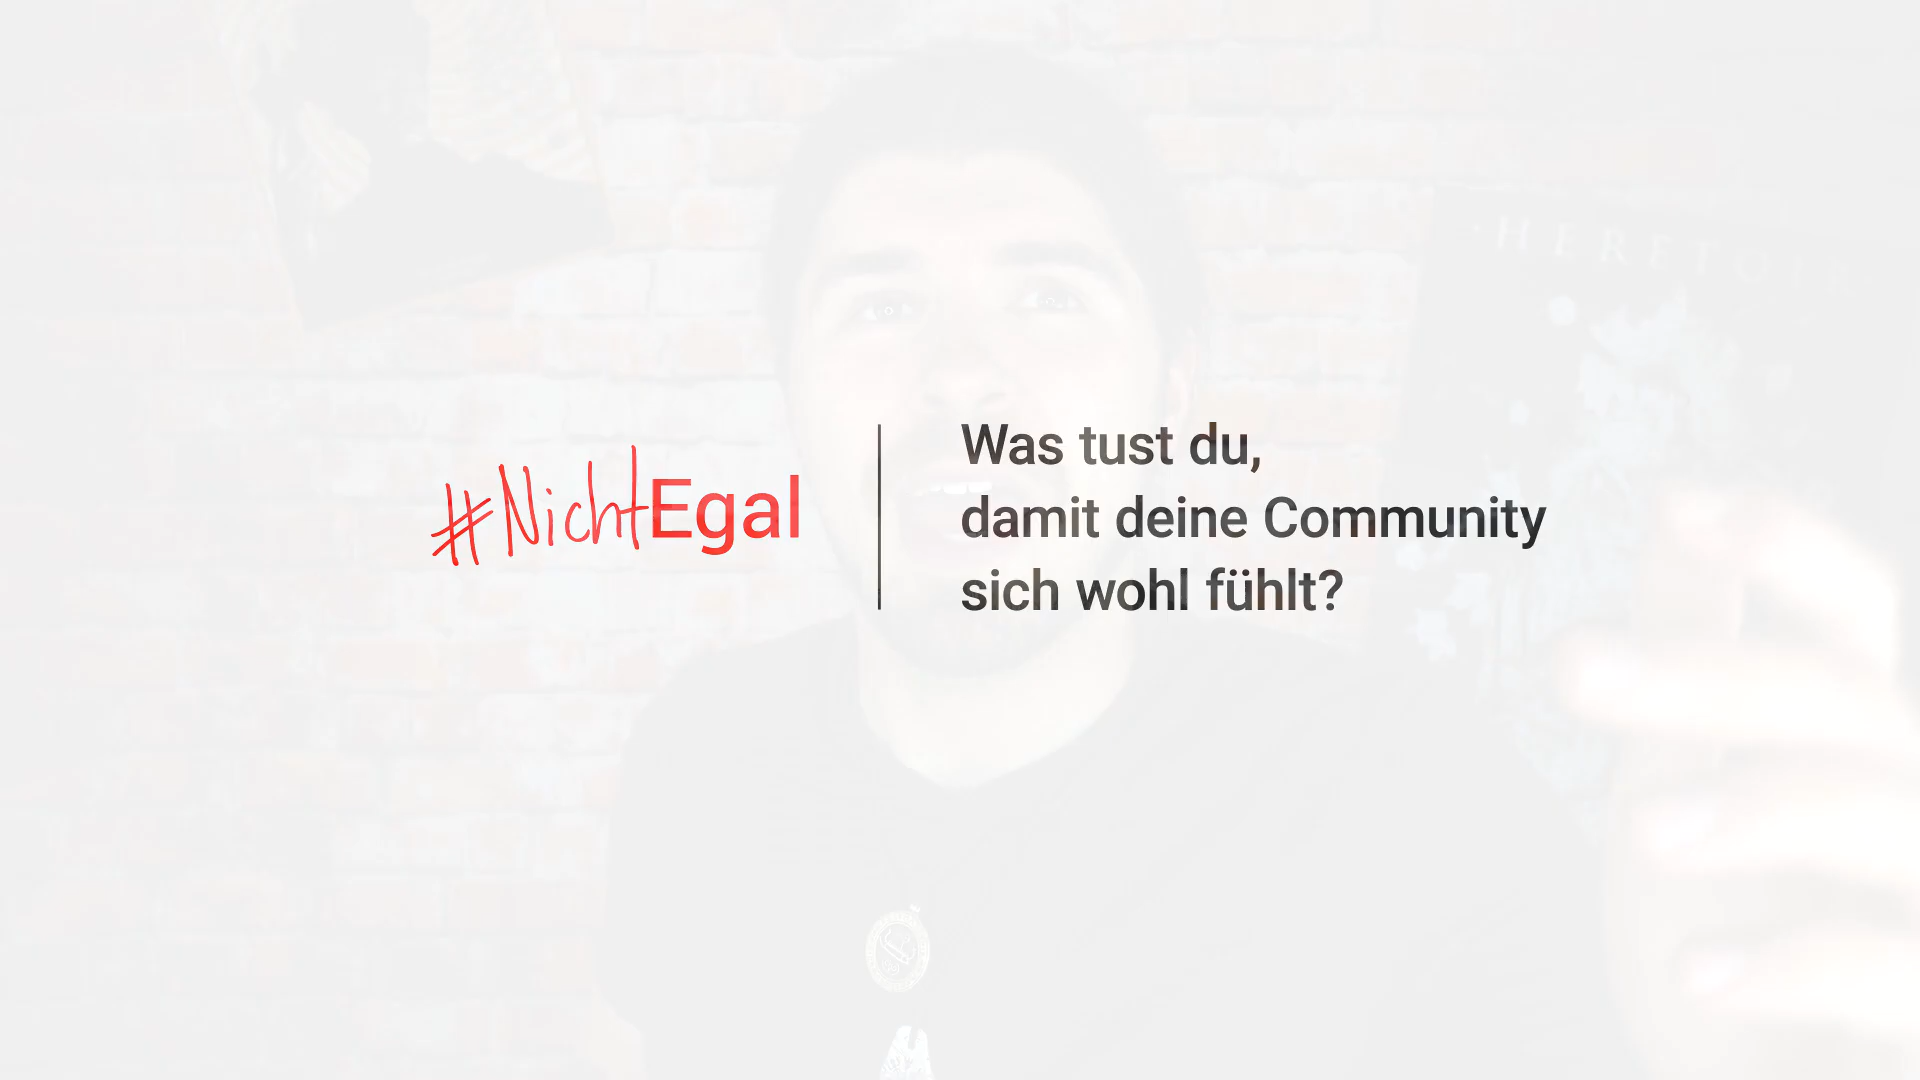 #NichtEgal
Was tust du,
damit deine Community
sich wohl fühlt?